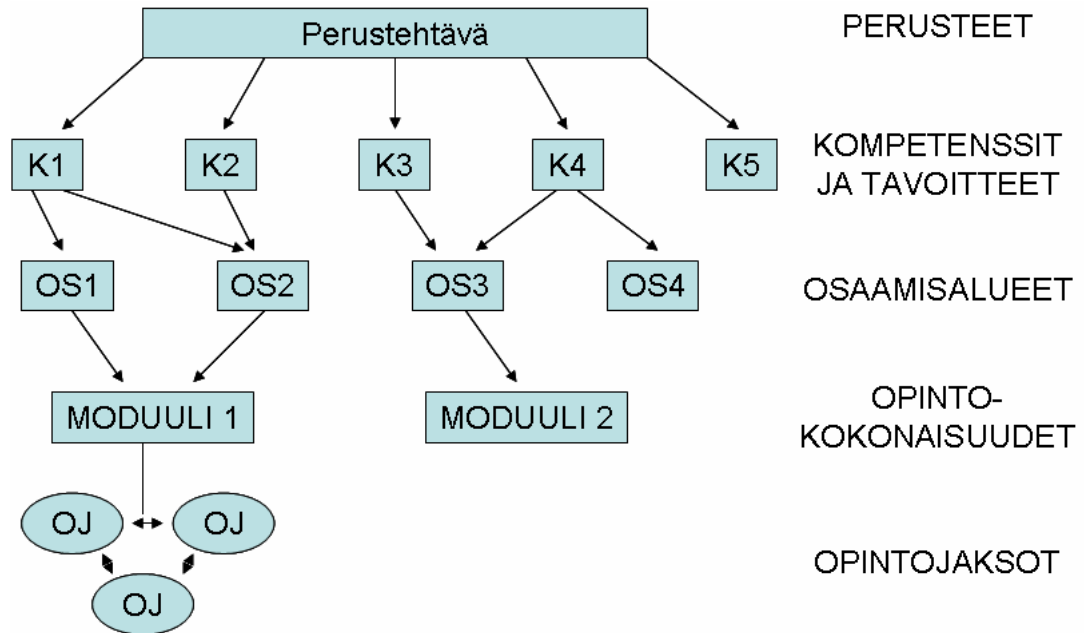 Perustehtävä
PERUSTEET
K1
K2
K3
K4
K5
KOMPETENSSIT
JA TAVOITTEET
OS1
OS2
OS3
OS4
OSAAMISALUEET
MODUULI 1
MODUULI 2
OPINTO-
KOKONAISUUDET
OJ
OJ
OJ
OPINTOJAKSOT